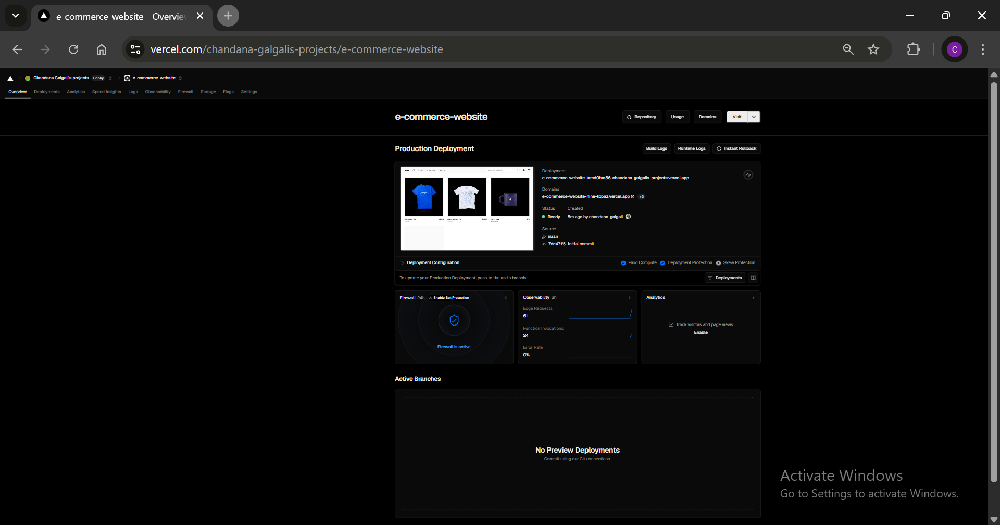 e-commerce-website - Overview
vercel.com/chandana-galgalis-projects/e-commerce-website
C
Chandana Galgali's projects Hobby
e-commerce-website
Overview Deployments Analytics Speed Insights Logs Observability Firewall Storage Flags Settings
e-commerce-website
Repository Usage Domains Visit
Production Deployment
Build Logs Runtime Logs Instant Rollback
Deployment
e-commerce-website-iamd0hm56-chandana-galgalis-projects.vercel.app
Domains
e-commerce-website-nine-topaz.vercel.app +2
Status Created
Ready 5m ago by chandana-galgali
Source
main
7dd47f5 Initial commit
Deployment Configuration
Fluid Compute Deployment Protection Skew Protection
To update your Production Deployment, push to the main branch.
Deployments
Firewall 24h Enable Bot Protection
Firewall is active
Observability 6h
Edge Requests
61
Function Invocations
24
Error Rate
0%
Analytics
Track visitors and page views
Enable
Active Branches
No Preview Deployments
Commit using our Git connections.
Activate Windows
Go to Settings to activate Windows.